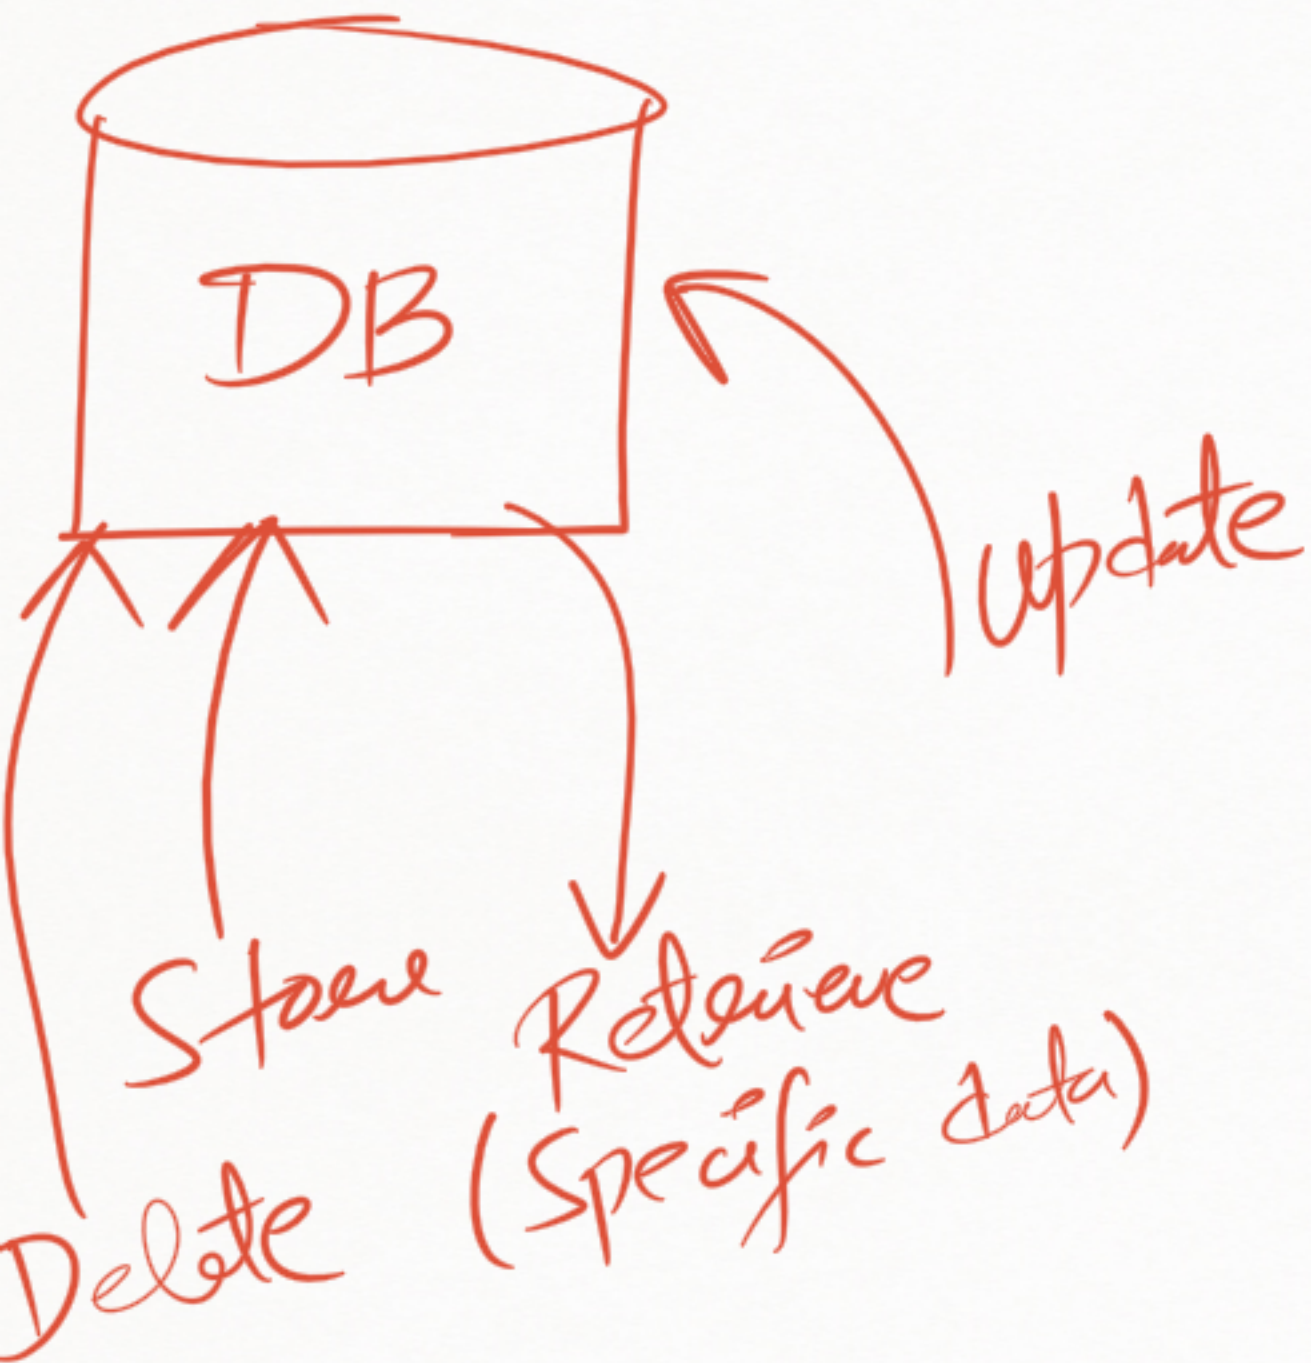 DB
Update
Store
Retrieve
(Specific data)
Delete